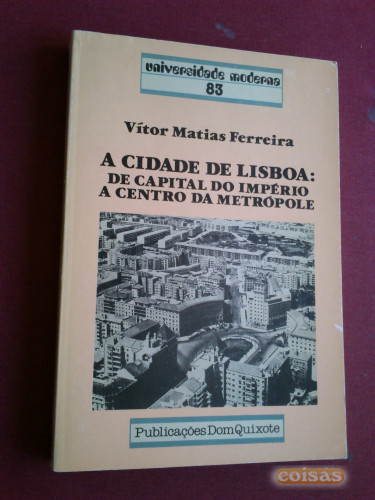 universidade moderna
83
Vítor Matias Ferreira
A CIDADE DE LISBOA:
DE CAPITAL DO IMPÉRIO
A CENTRO DA METRÓPOLE
Publicações Dom Quixote
coisas